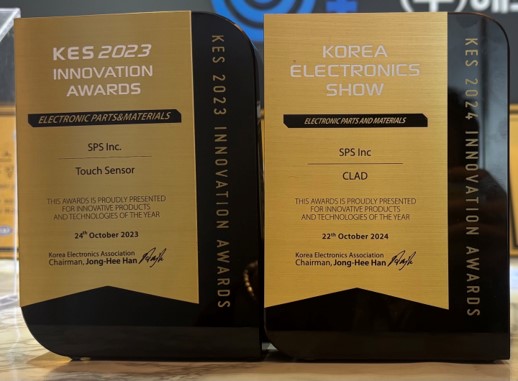 KES 2023
INNOVATION
AWARDS
ELECTRONIC PARTS&MATERIALS
SPS Inc.
Touch Sensor
THIS AWARDS IS PROUDLY PRESENTED
FOR INNOVATIVE PRODUCTS
AND TECHNOLOGIES OF THE YEAR
24th October 2023
Korea Electronics Association
Chairman, Jong-Hee Han
KES 2023 INNOVATION AWARDS
KOREA
ELECTRONICS
SHOW
ELECTRONIC PARTS AND MATERIALS
SPS Inc
CLAD
THIS AWARDS IS PROUDLY PRESENTED
FOR INNOVATIVE PRODUCTS
AND TECHNOLOGIES OF THE YEAR
22th October 2024
Korea Electronics Association
Chairman, Jong-Hee Han
KES 2024 INNOVATION AWARDS